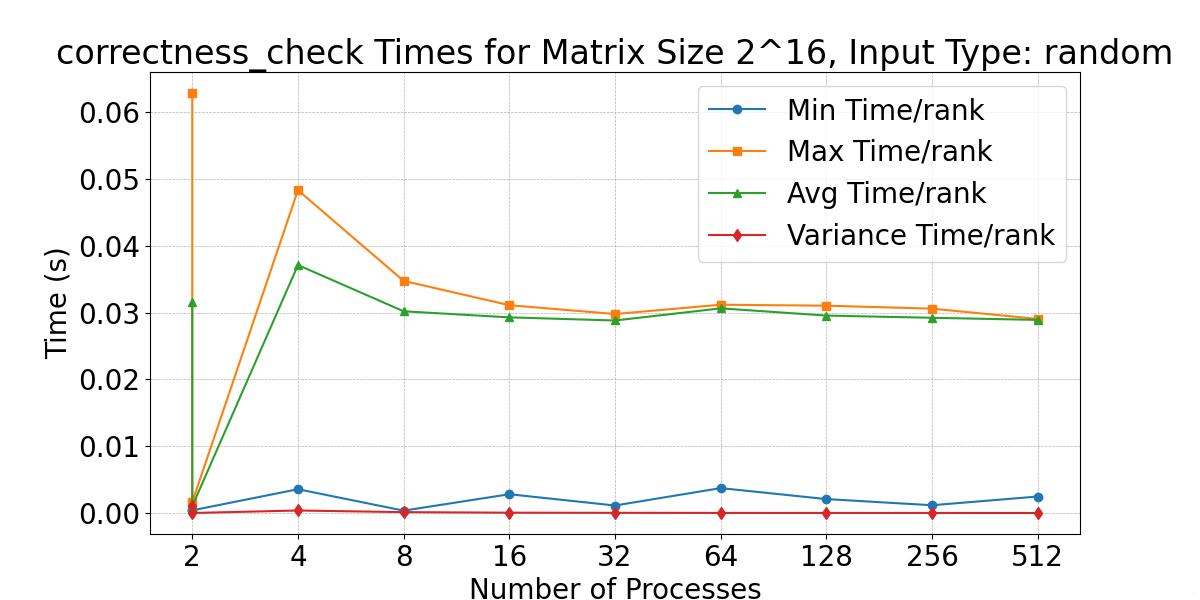 correctness_check Times for Matrix Size 2^16, Input Type: random
Min Time/rank
Max Time/rank
Avg Time/rank
Variance Time/rank
Time (s)
0.06
0.05
0.04
0.03
0.02
0.01
0.00
2 4 8 16 32 64 128 256 512
Number of Processes